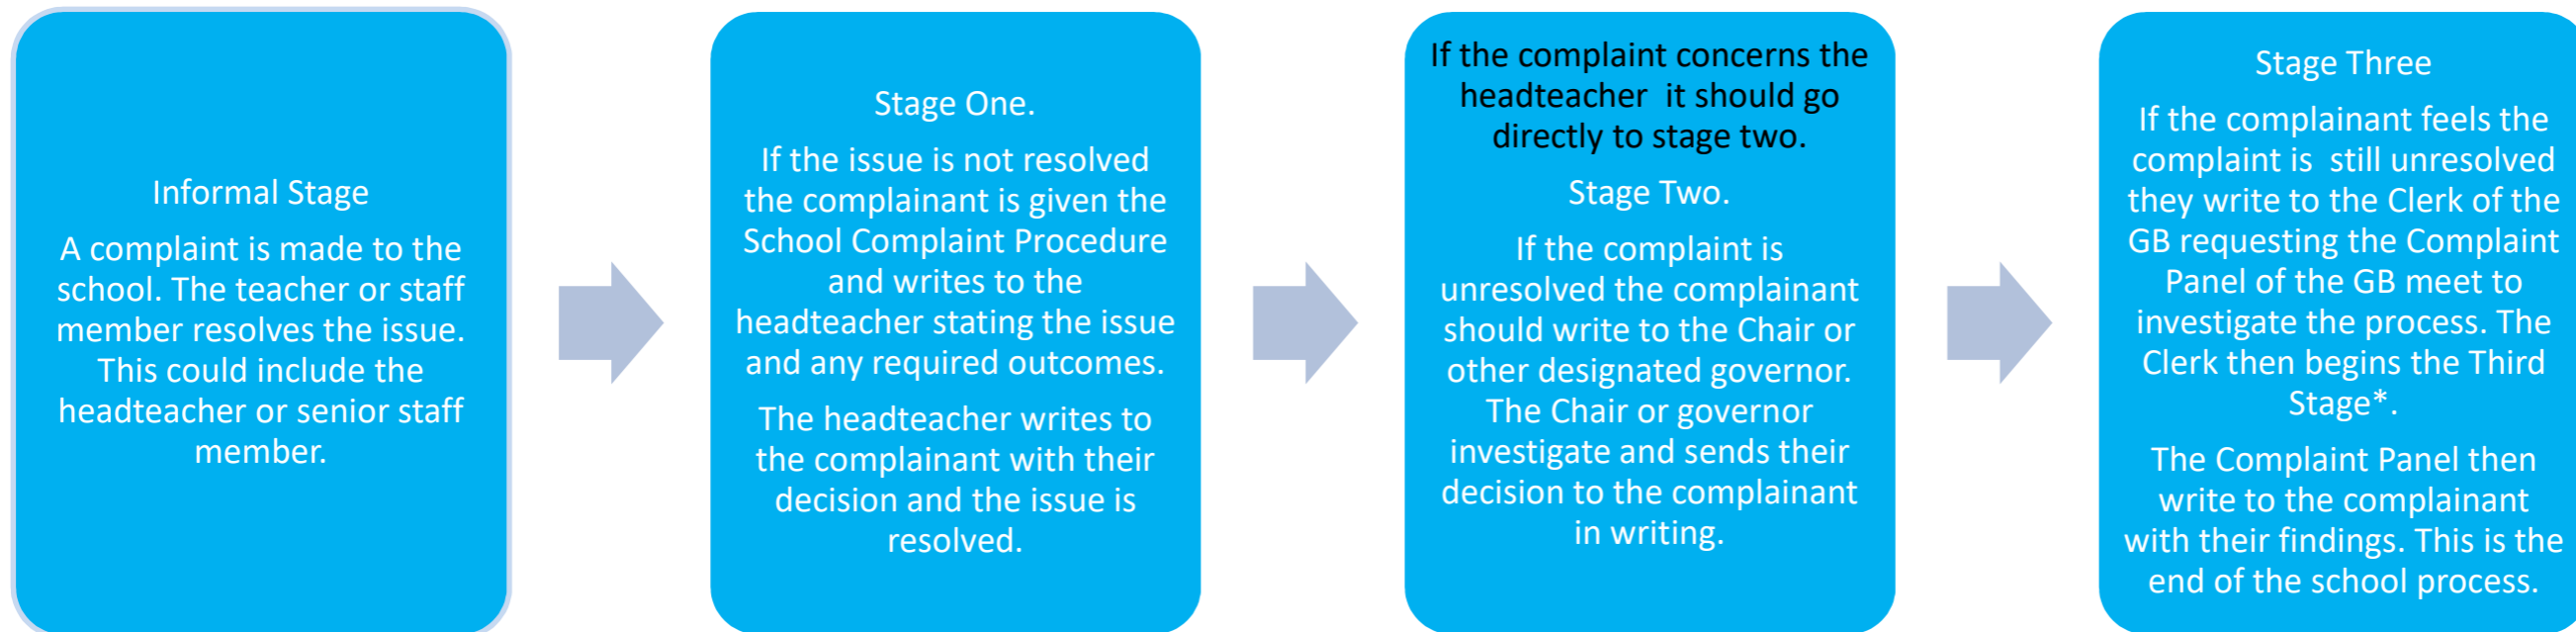 Informal Stage
A complaint is made to the
school. The teacher or staff
member resolves the issue.
This could include the
headteacher or senior staff
member.
Stage One.
If the issue is not resolved
the complainant is given the
School Complaint Procedure
and writes to the
headteacher stating the issue
and any required outcomes.
The headteacher writes to
the complainant with their
decision and the issue is
resolved.
If the complaint concerns the
headteacher it should go
directly to stage two.
Stage Two.
If the complaint is
unresolved the complainant
should write to the Chair or
other designated governor.
The Chair or governor
investigate and sends their
decision to the complainant
in writing.
Stage Three
If the complainant feels the
complaint is still unresolved
they write to the Clerk of the
GB requesting the Complaint
Panel of the GB meet to
investigate the process. The
Clerk then begins the Third
Stage*.
The Complaint Panel then
write to the complainant
with their findings. This is the
end of the school process.